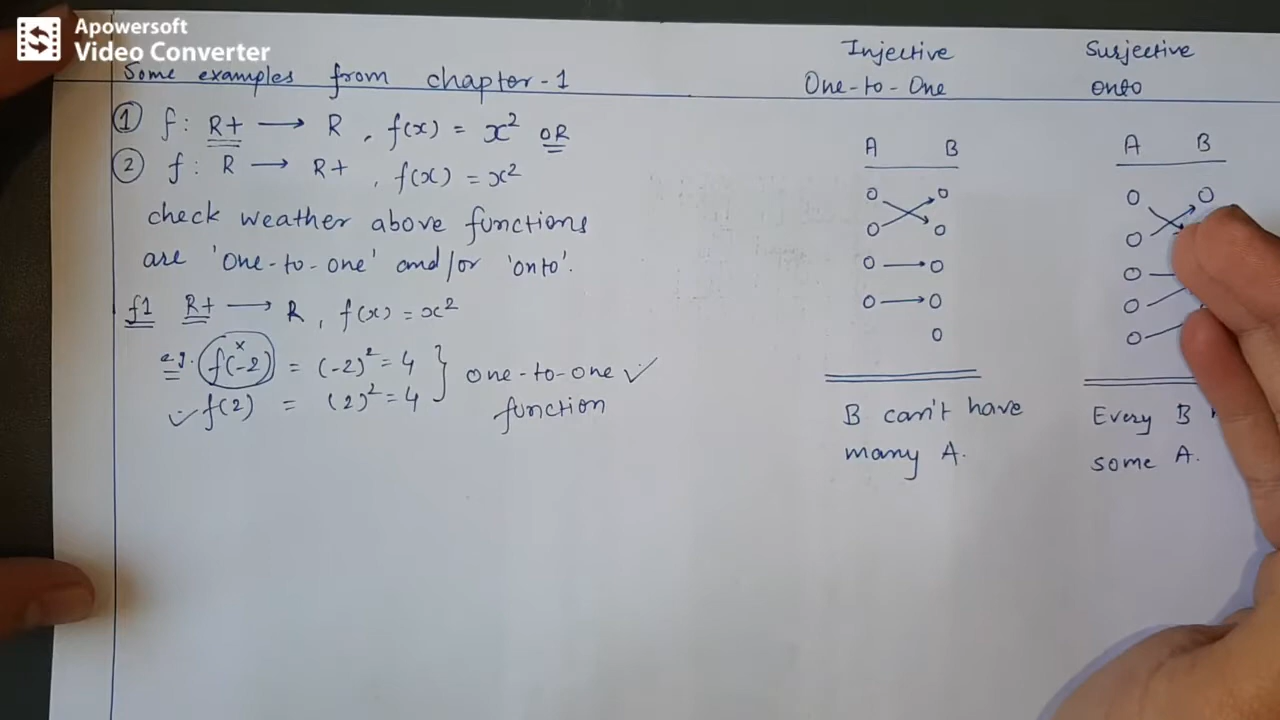 Apowersoft
Video Converter
Some examples from chapter-1
① f: R+ → R, f(x) = x² OR
② f: R → R+, f(x) = x²
check weather above functions
are 'one-to-one' and/or 'onto'.
f1 R+ → R, f(x) = x²
e.g. f(-2) = (-2)² = 4 } one-to-one ✓
x
✓ f(2) = (2)² = 4 function
Injective
One-to-One
A B
B can't have
many A.
Surjective
onto
A B
Every B
some A.